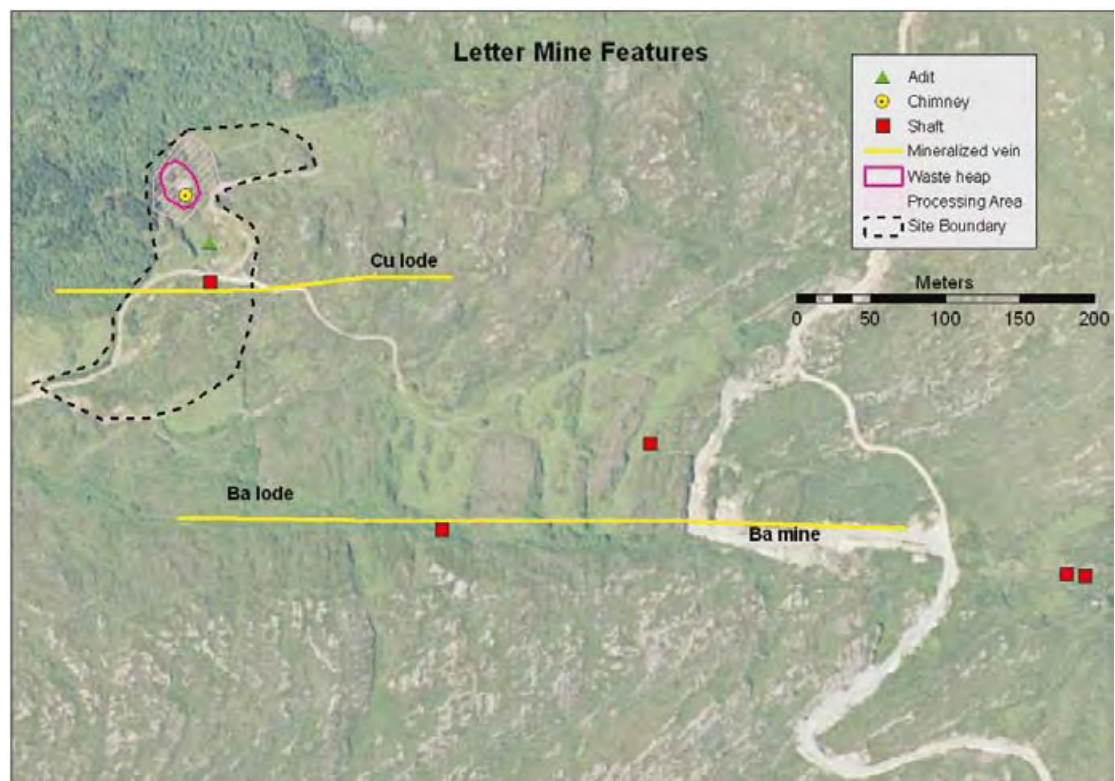 Letter Mine Features
Adit
Chimney
Shaft
Mineralized vein
Waste heap
Processing Area
Site Boundary
Meters
0 50 100 150 200
Cu lode
Ba lode
Ba mine